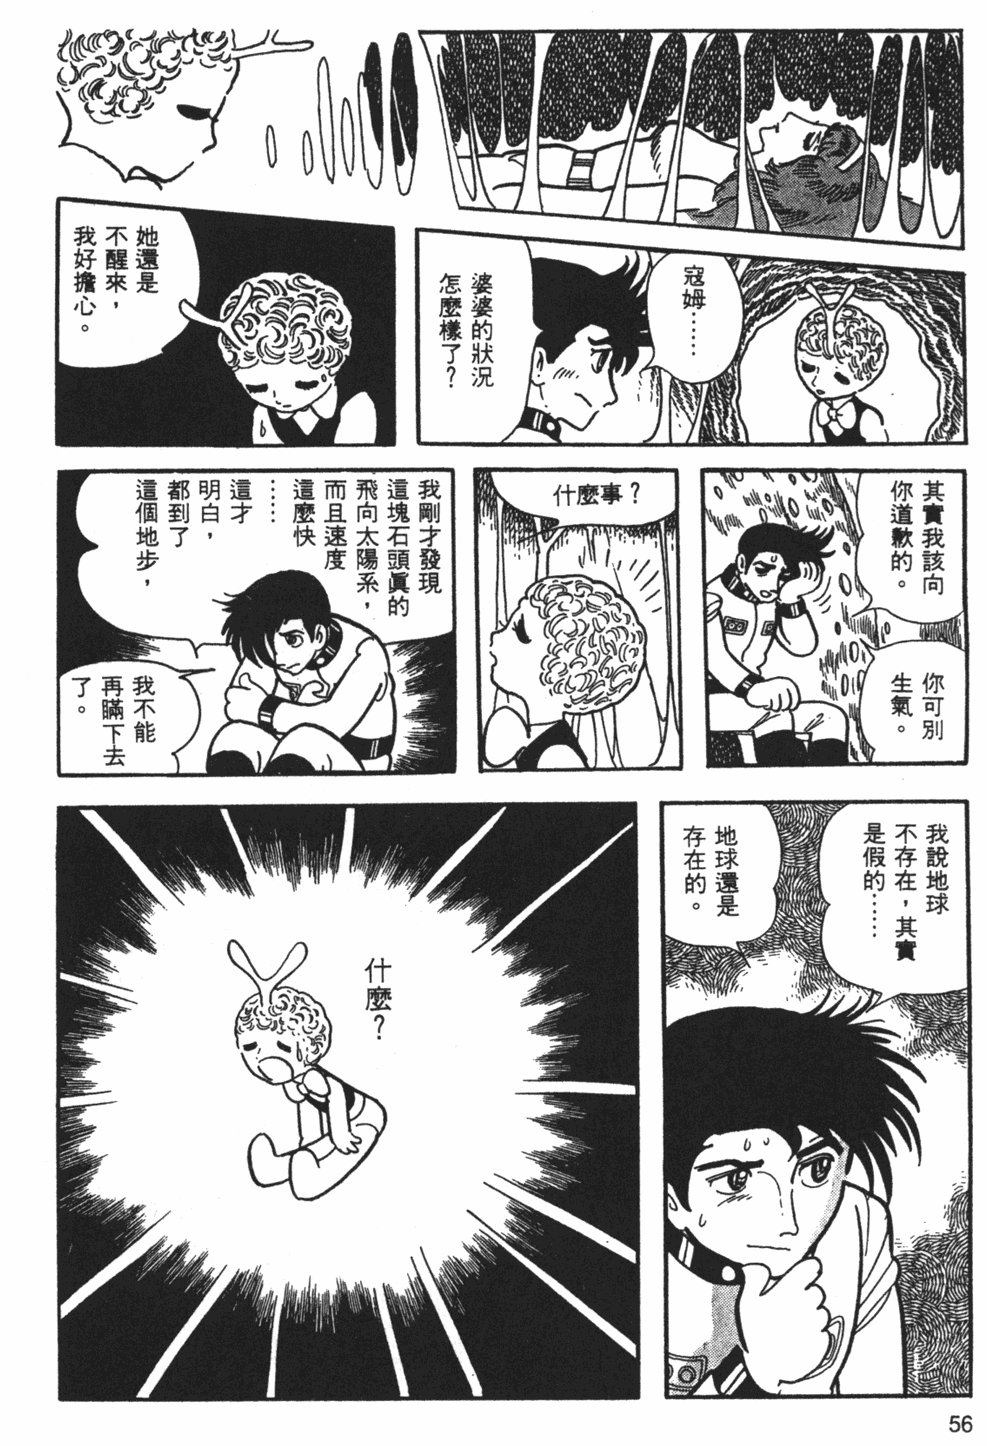 寇姆……
婆婆的狀況
怎麼樣了？
她還是
不醒來，
我好擔心。
其實我該向
你道歉的。
你可別
生氣。
什麼事？
我剛才發現
這塊石頭真的
飛向太陽系，
而且速度
這麼快
……
這才
明白，
都到了
這個地步，
我不能
再瞞下去
了。
我說地球
不存在，其實
是假的……
地球還是
存在的。
什麼？
56